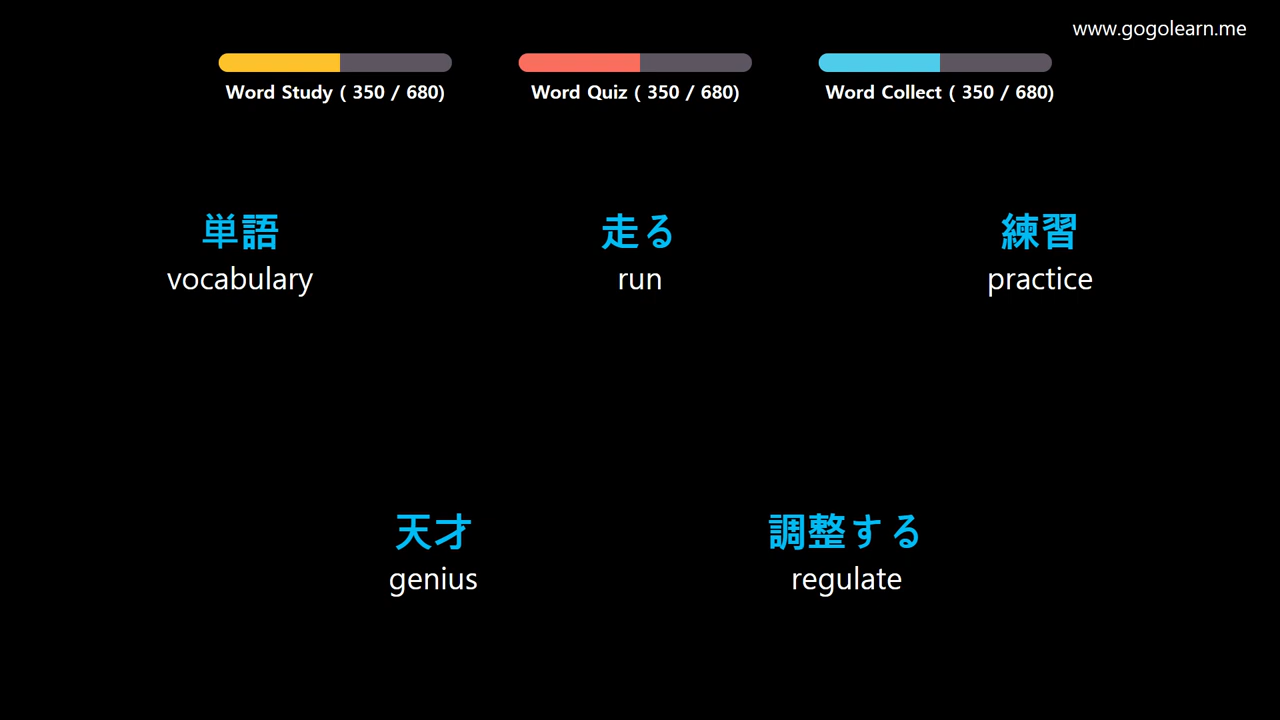 www.gogolearn.me
Word Study ( 350 / 680)
Word Quiz ( 350 / 680)
Word Collect ( 350 / 680)
単語
vocabulary
走る
run
練習
practice
天才
genius
調整する
regulate